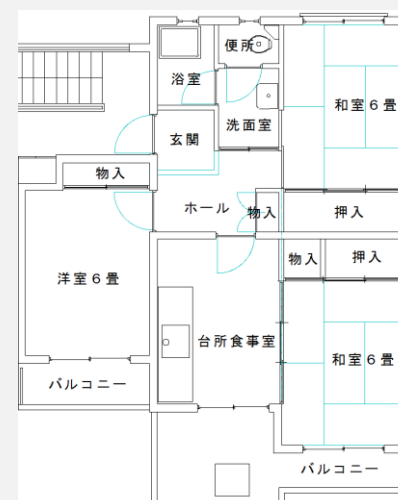 便所
浴室
和室６畳
洗面室
玄関
物入
ホール
物入
押入
物入
押入
洋室６畳
台所食事室
和室６畳
バルコニー
バルコニー